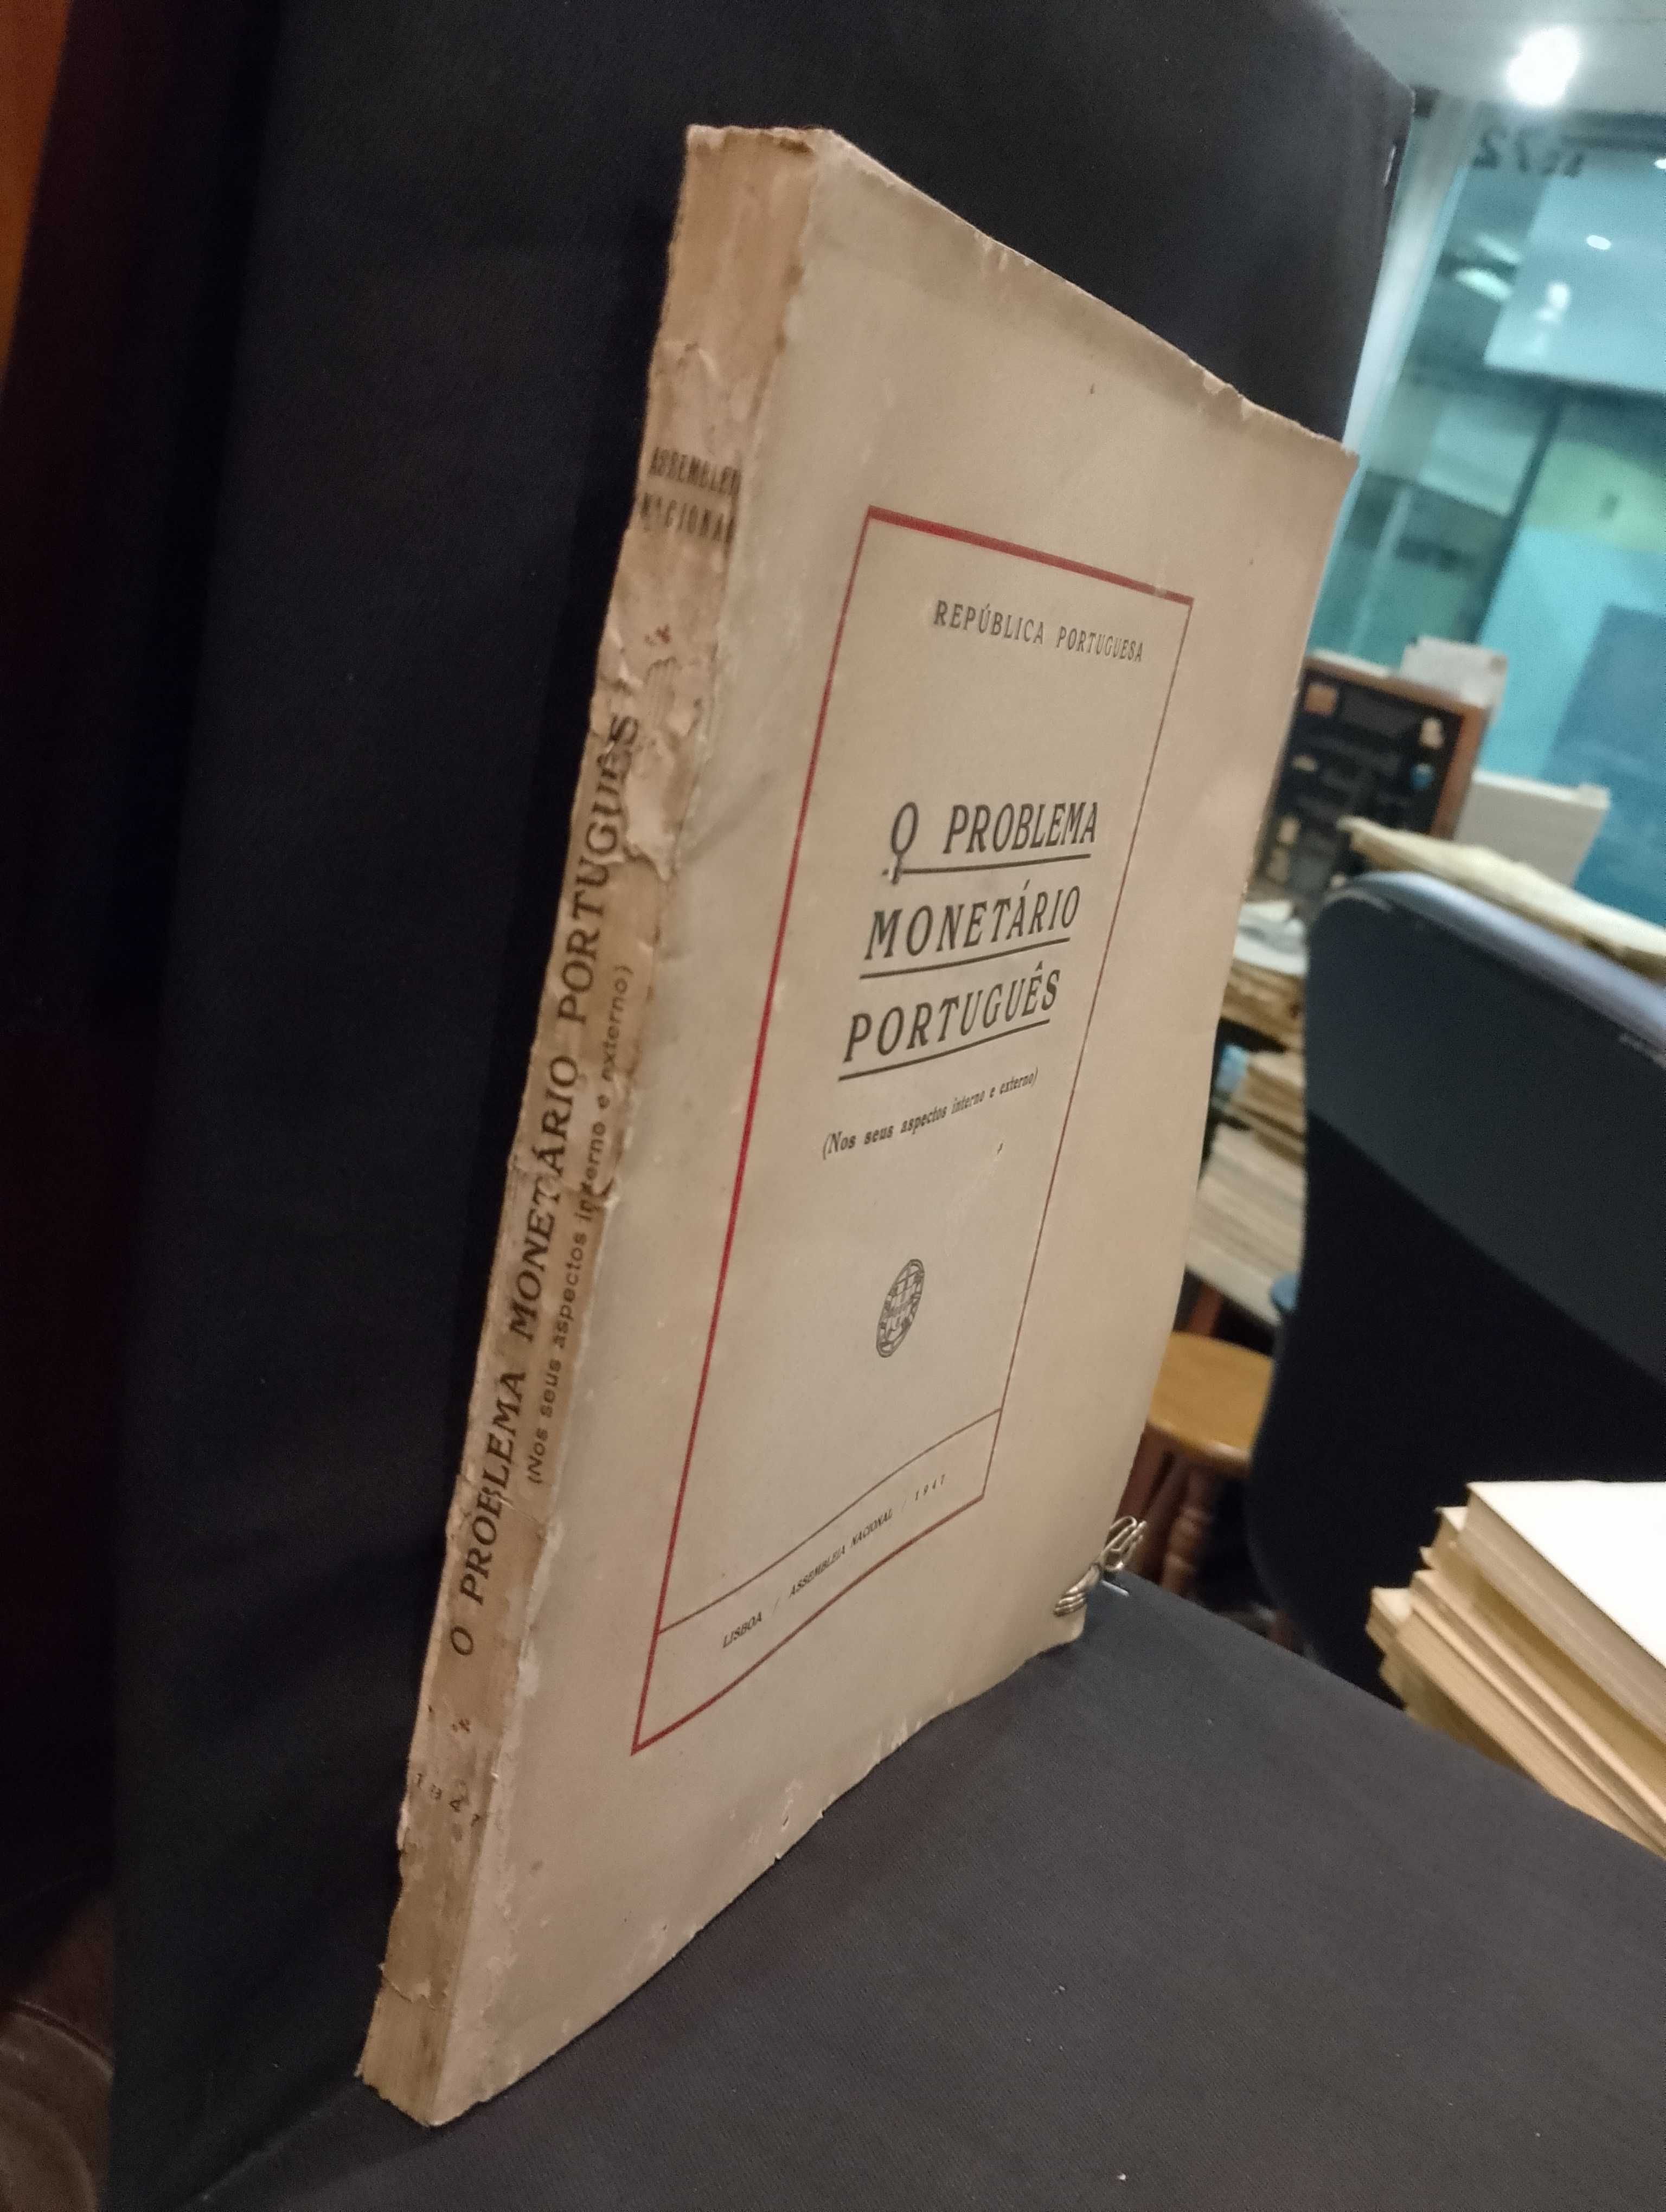 ASSEMBLEIA
NACIONAL
O PROBLEMA MONETÁRIO PORTUGUÊS
(Nos seus aspectos interno e externo)
1947
REPÚBLICA PORTUGUESA
O PROBLEMA
MONETÁRIO
PORTUGUÊS
(Nos seus aspectos interno e externo)
LISBOA / ASSEMBLEIA NACIONAL / 1947